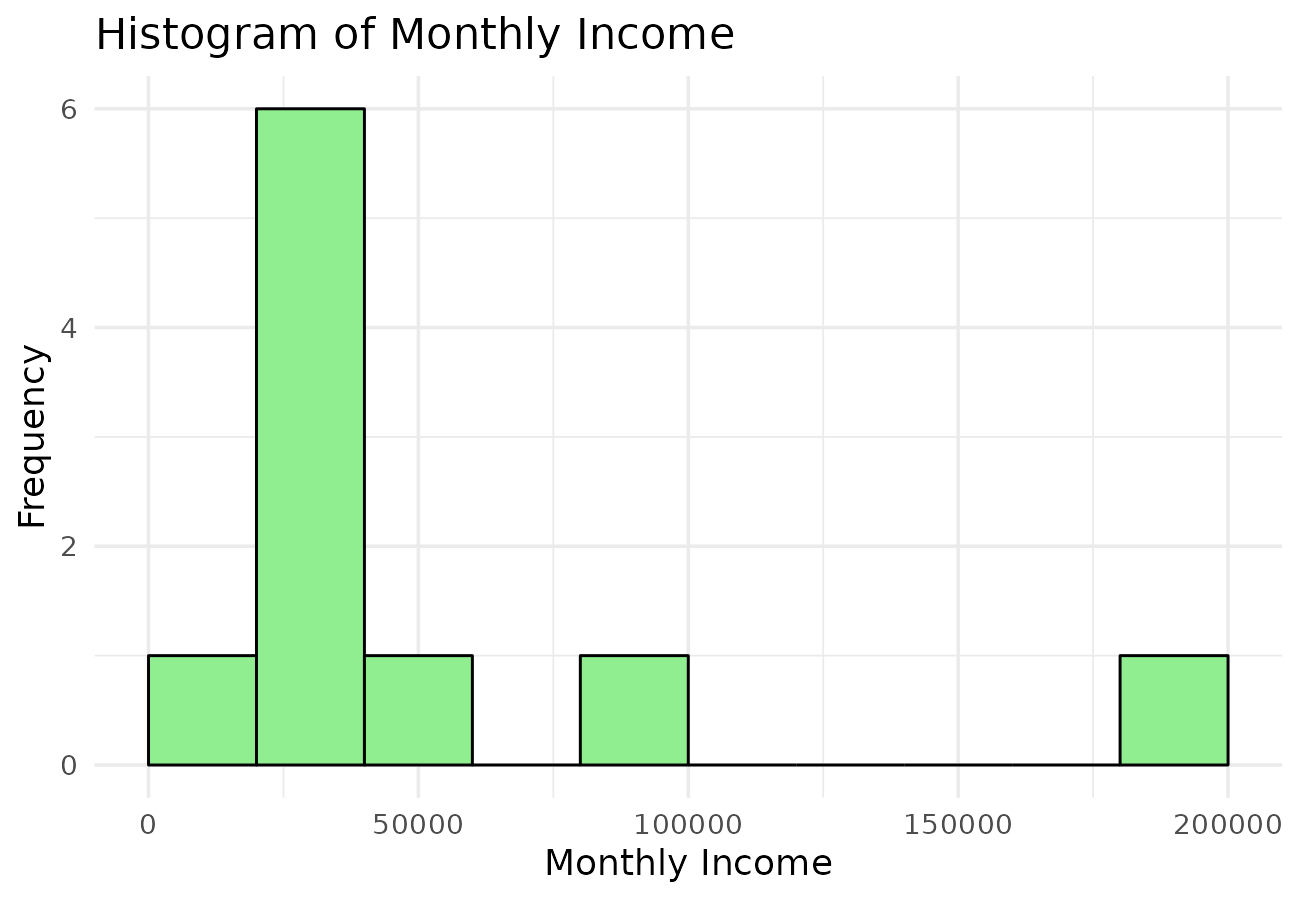 Histogram of Monthly Income
6
4
2
0
Frequency
0 50000 100000 150000 200000
Monthly Income